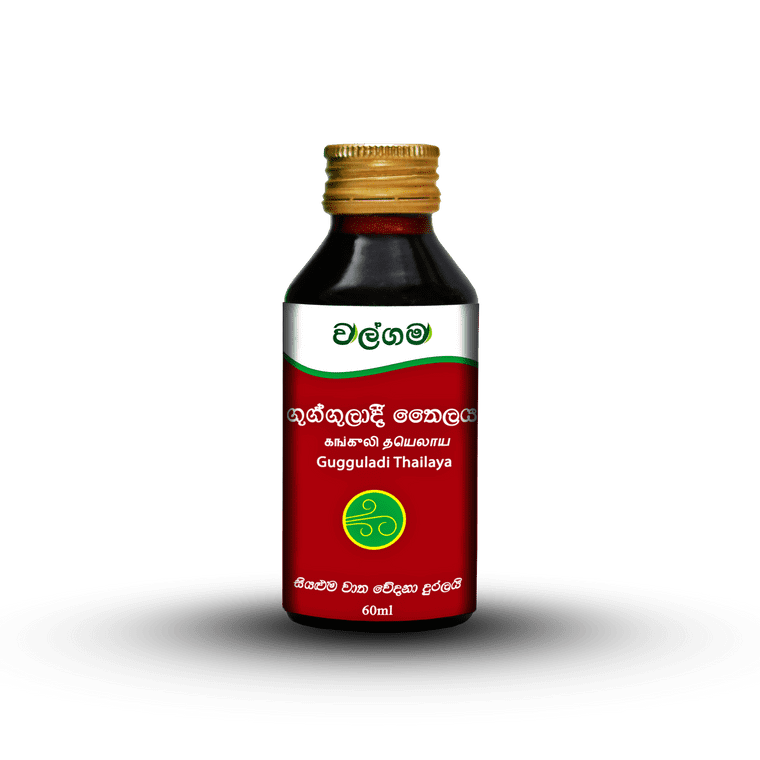 වල්ගම
ගුග්ගුලාදී තෛලය
கங்குலி தயெலாய
Gugguladi Thailaya
සියළුම වාත වේදනා දුරලයි
60ml